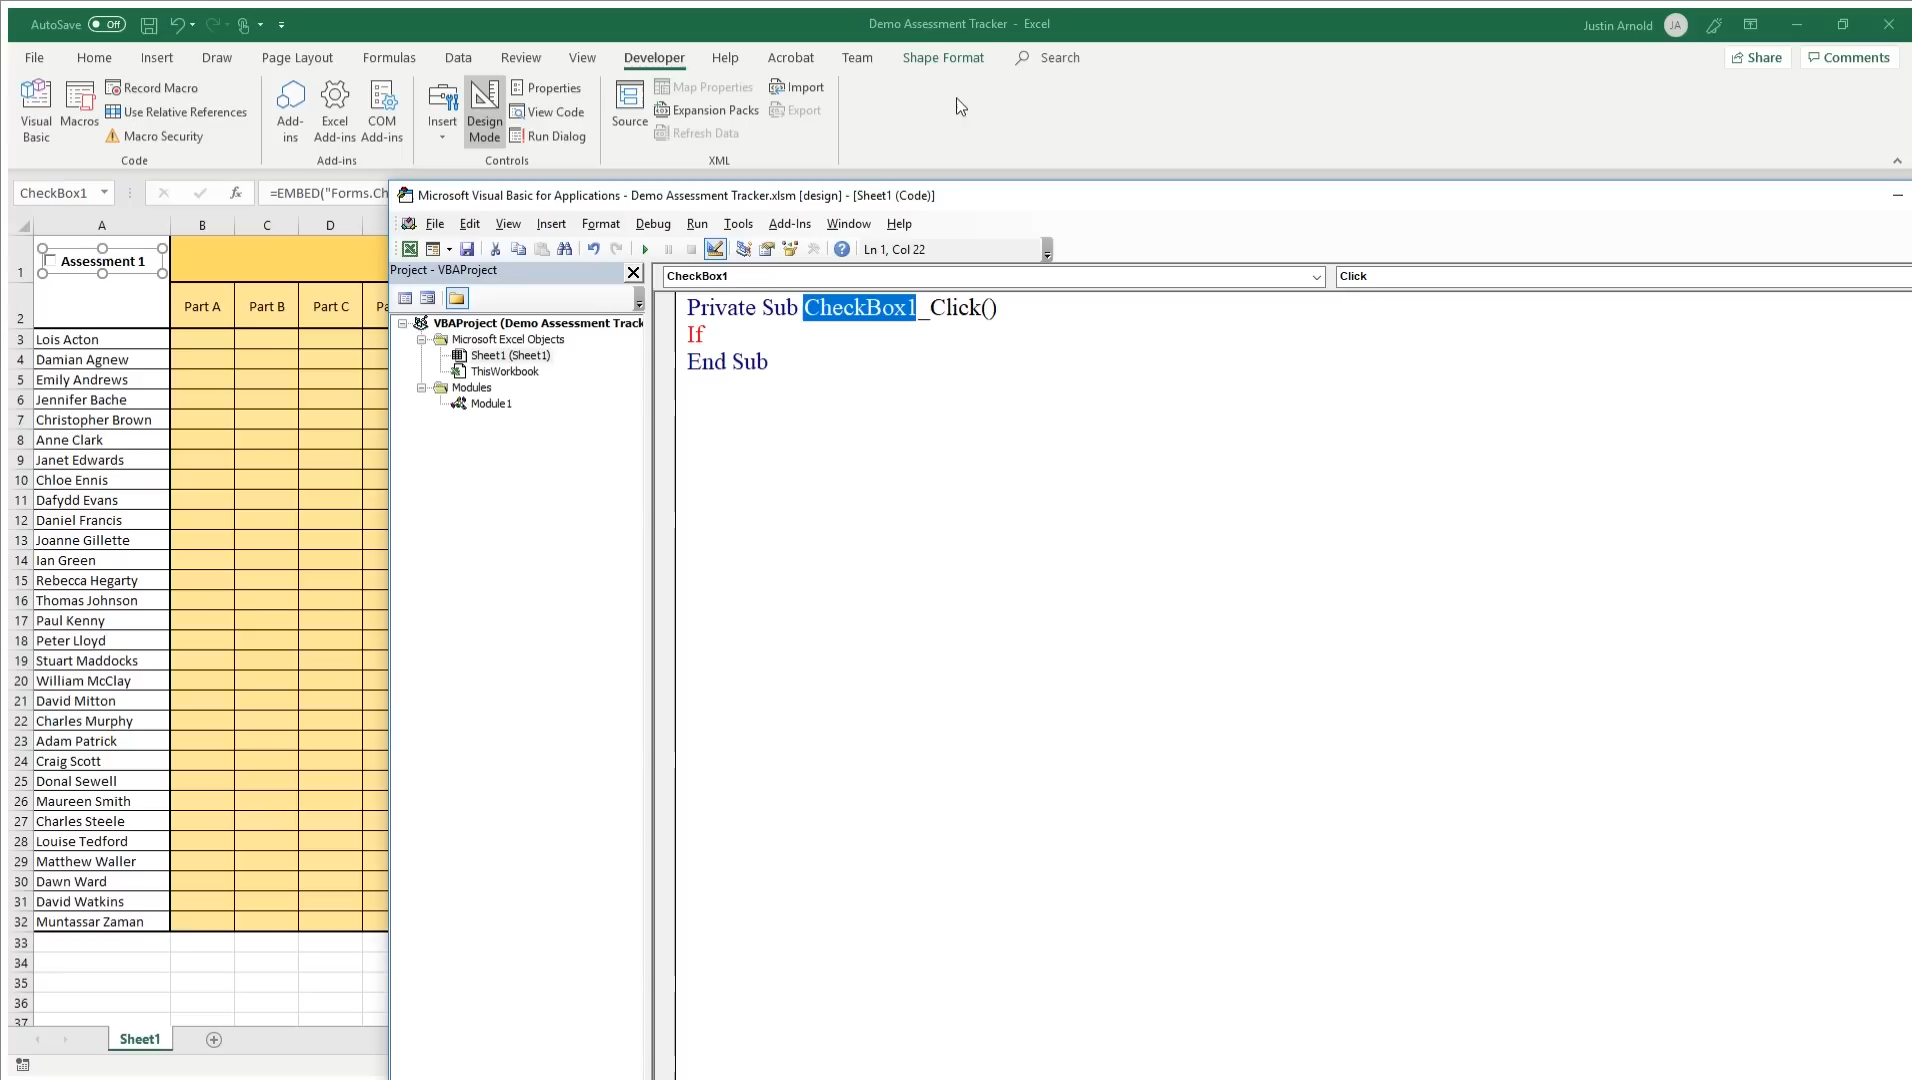 AutoSave Off
Demo Assessment Tracker - Excel
Justin Arnold JA
File Home Insert Draw Page Layout Formulas Data Review View Developer Help Acrobat Team Shape Format Search
Share Comments
Visual Basic
Macros
Record Macro
Use Relative References
Macro Security
Code
Add-ins
Excel Add-ins
COM Add-ins
Add-ins
Insert
Design Mode
Properties
View Code
Run Dialog
Controls
Source
Map Properties
Expansion Packs
Refresh Data
Import
Export
XML
CheckBox1
fx
=EMBED("Forms.Ch
Microsoft Visual Basic for Applications - Demo Assessment Tracker.xlsm [design] - [Sheet1 (Code)]
File Edit View Insert Format Debug Run Tools Add-Ins Window Help
Ln 1, Col 22
Project - VBAProject
VBAProject (Demo Assessment Track
Microsoft Excel Objects
Sheet1 (Sheet1)
ThisWorkbook
Modules
Module1
CheckBox1
Click
Private Sub CheckBox1_Click()
If
End Sub
A B C D
1 Assessment 1
2 Part A Part B Part C Pa
3 Lois Acton
4 Damian Agnew
5 Emily Andrews
6 Jennifer Bache
7 Christopher Brown
8 Anne Clark
9 Janet Edwards
10 Chloe Ennis
11 Dafydd Evans
12 Daniel Francis
13 Joanne Gillette
14 Ian Green
15 Rebecca Hegarty
16 Thomas Johnson
17 Paul Kenny
18 Peter Lloyd
19 Stuart Maddocks
20 William McClay
21 David Mitton
22 Charles Murphy
23 Adam Patrick
24 Craig Scott
25 Donal Sewell
26 Maureen Smith
27 Charles Steele
28 Louise Tedford
29 Matthew Waller
30 Dawn Ward
31 David Watkins
32 Muntassar Zaman
33
34
35
36
37
Sheet1